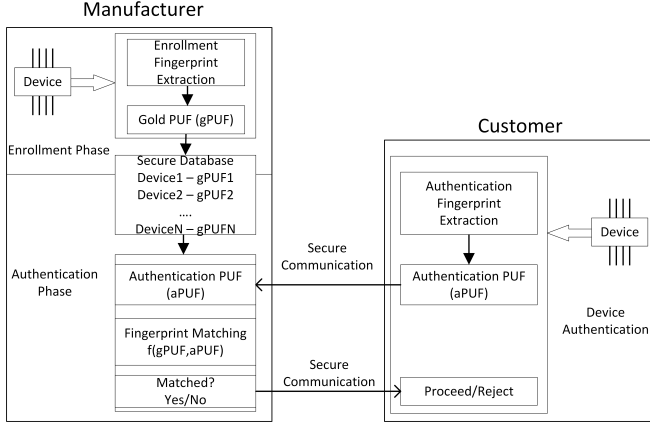 Manufacturer
Enrollment
Fingerprint
Extraction
Device
Gold PUF (gPUF)
Enrollment Phase
Secure Database
Device1 – gPUF1
Device2 – gPUF2
....
DeviceN – gPUFN
Authentication
Phase
Authentication PUF
(aPUF)
Fingerprint Matching
f(gPUF,aPUF)
Matched?
Yes/No
Secure
Communication
Secure
Communication
Customer
Authentication
Fingerprint
Extraction
Device
Authentication PUF
(aPUF)
Device
Authentication
Proceed/Reject